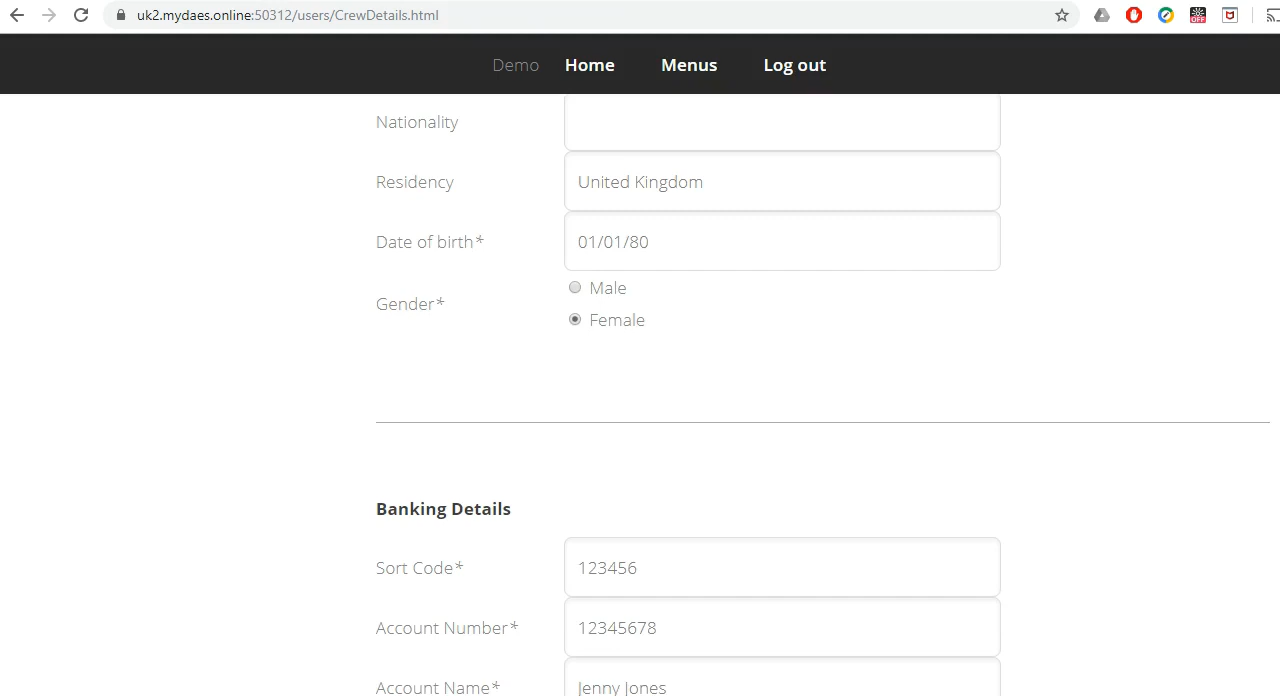 uk2.mydaes.online:50312/users/CrewDetails.html
OFF
Demo Home Menus Log out
Nationality
Residency United Kingdom
Date of birth* 01/01/80
Gender* Male
Female
Banking Details
Sort Code* 123456
Account Number* 12345678
Account Name* Jenny Jones